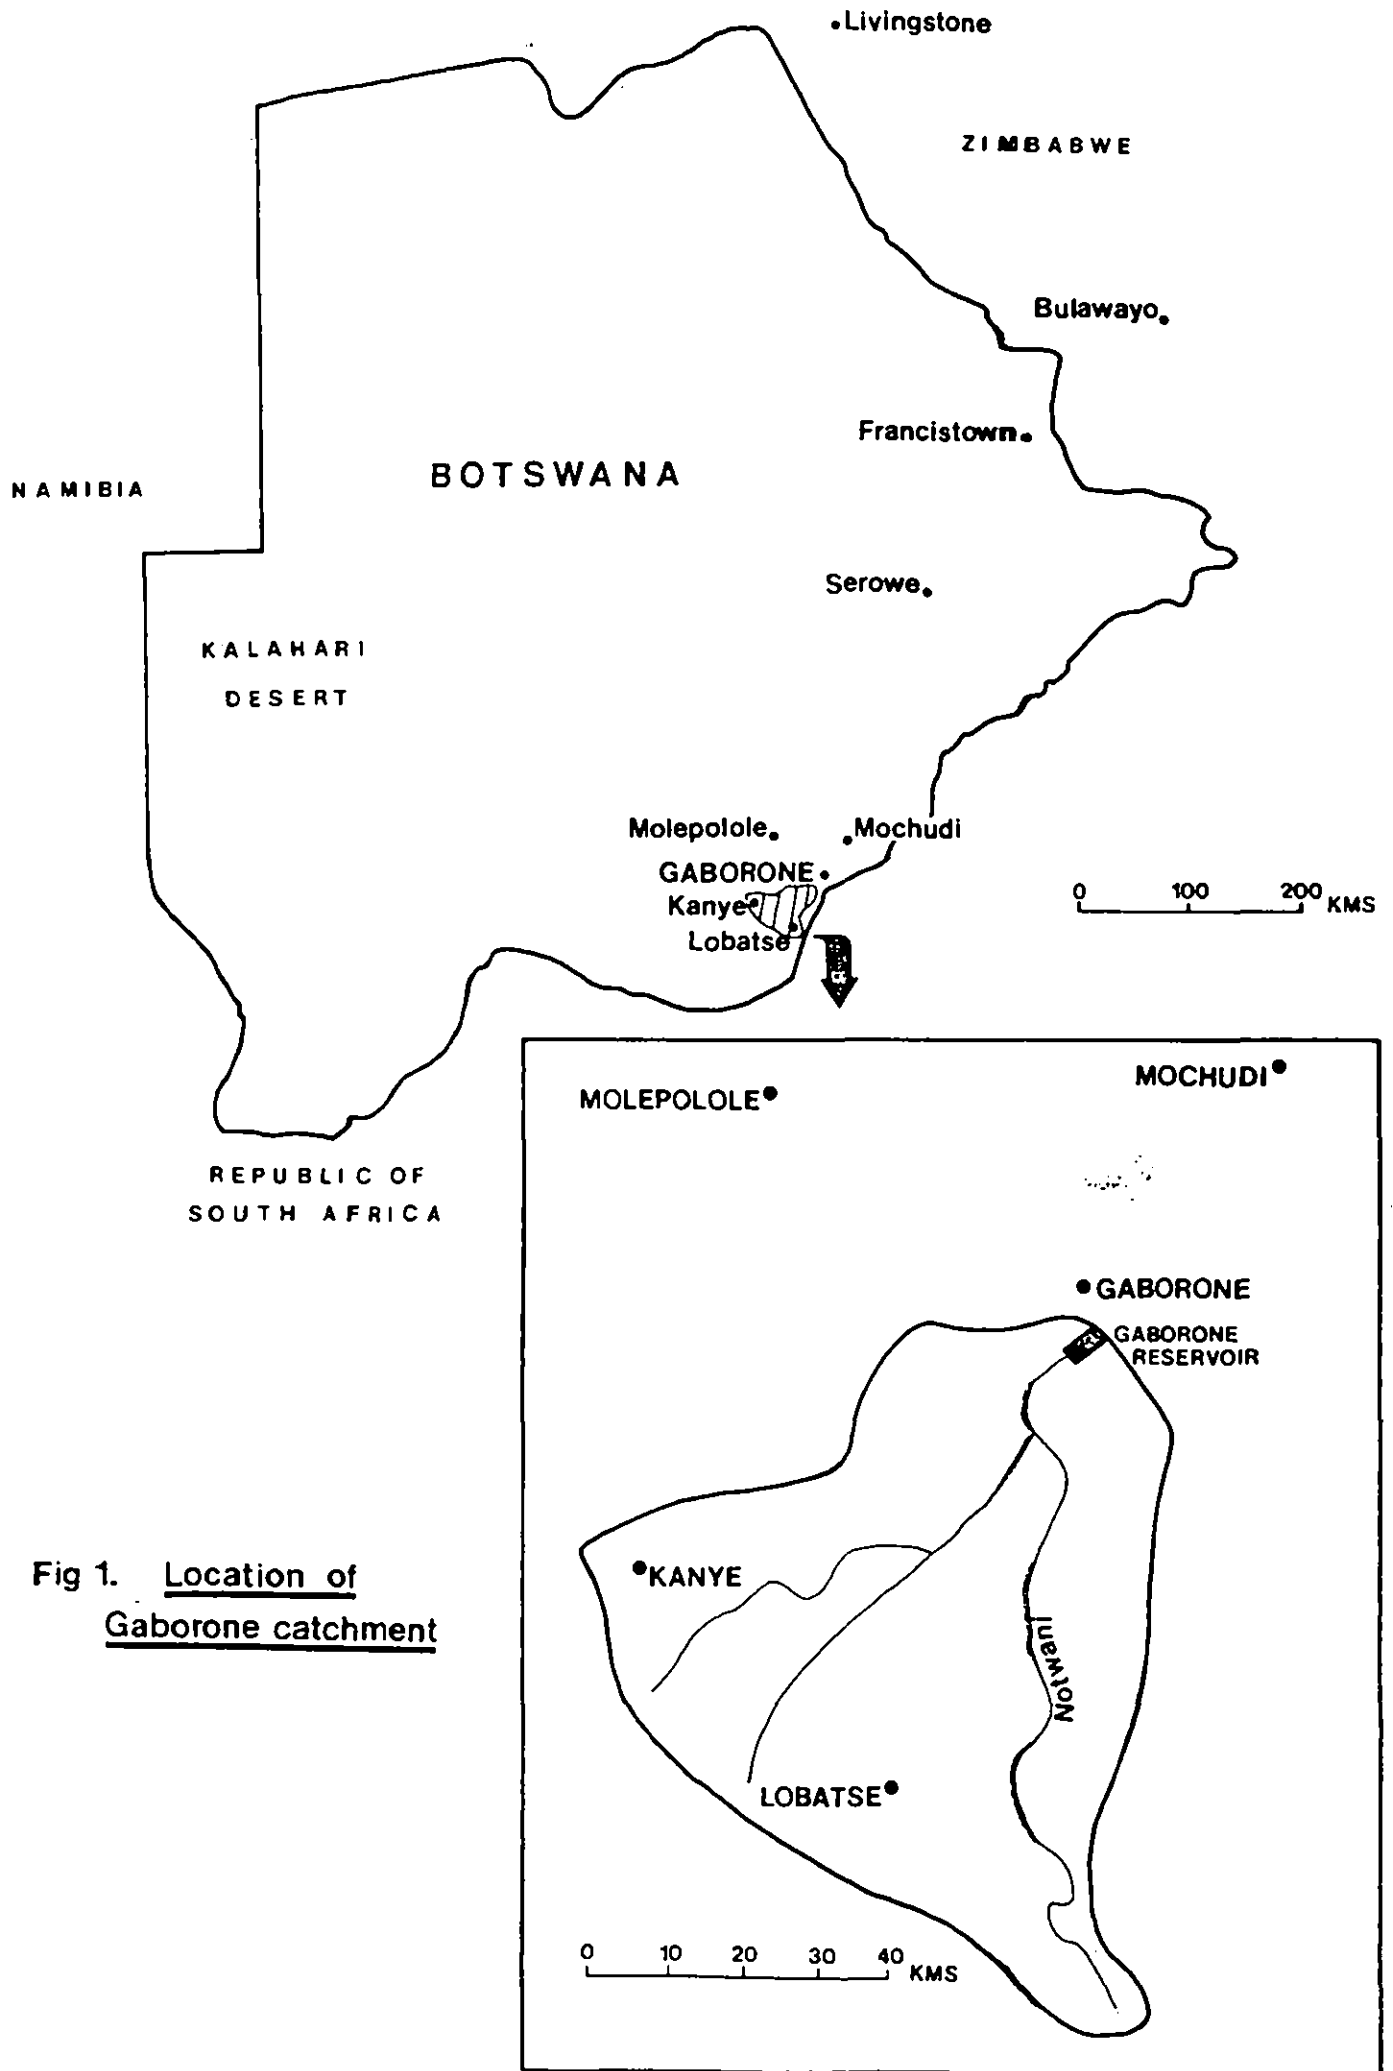 Livingstone
ZIMBABWE
Bulawayo
Francistown
BOTSWANA
NAMIBIA
Serowe
KALAHARI
DESERT
Molepolole
Mochudi
GABORONE
Kanye
Lobatse
0 100 200 KMS
REPUBLIC OF
SOUTH AFRICA
MOLEPOLOLE
MOCHUDI
GABORONE
GABORONE
RESERVOIR
KANYE
Notwani
LOBATSE
0 10 20 30 40 KMS
Fig 1. Location of
Gaborone catchment